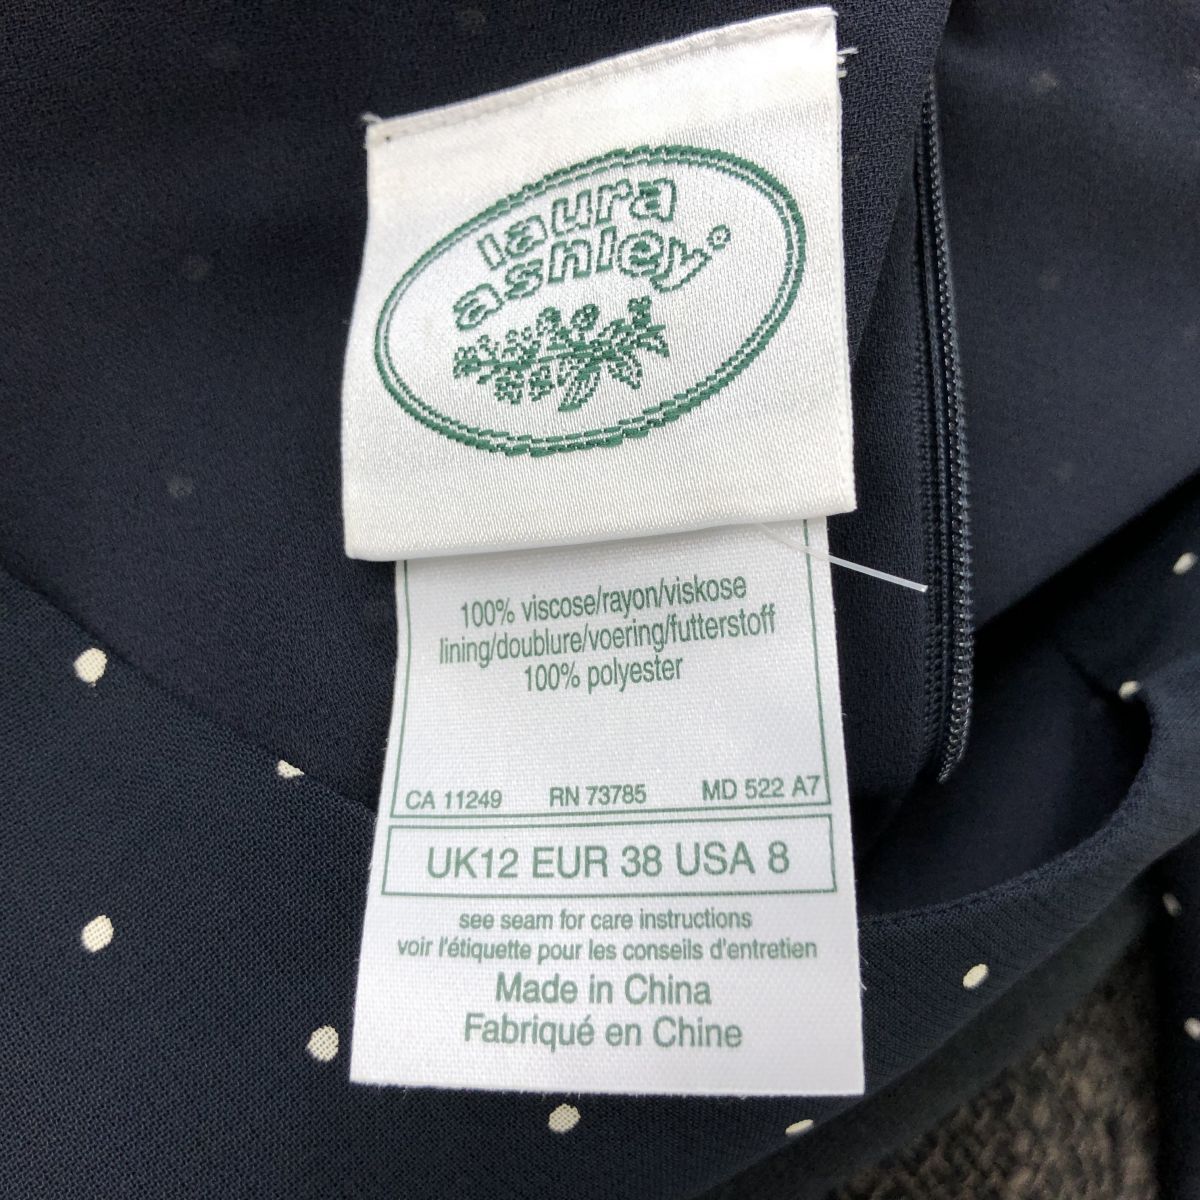 laura
ashley®
100% viscose/rayon/viskose
lining/doublure/voering/futterstoff
100% polyester
CA 11249 RN 73785 MD 522 A7
UK12 EUR 38 USA 8
see seam for care instructions
voir l'étiquette pour les conseils d'entretien
Made in China
Fabriqué en Chine